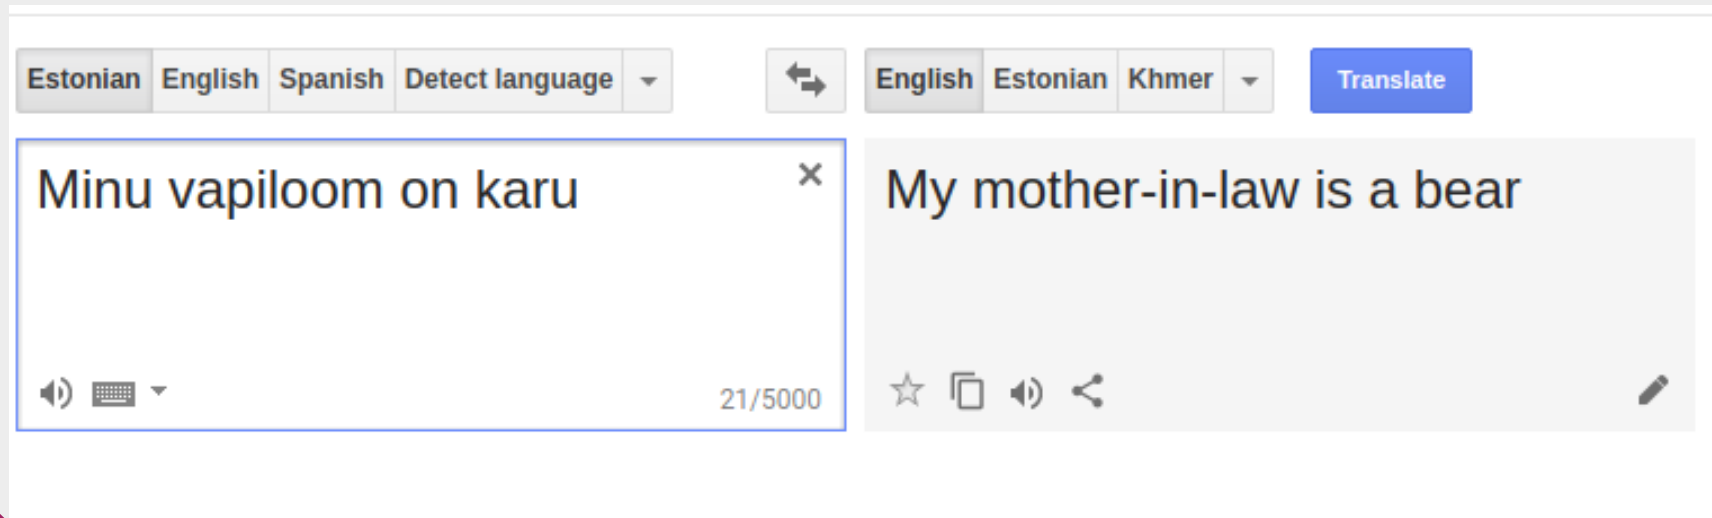 Estonian English Spanish Detect language
English Estonian Khmer Translate
Minu vapiloom on karu
21/5000
My mother-in-law is a bear